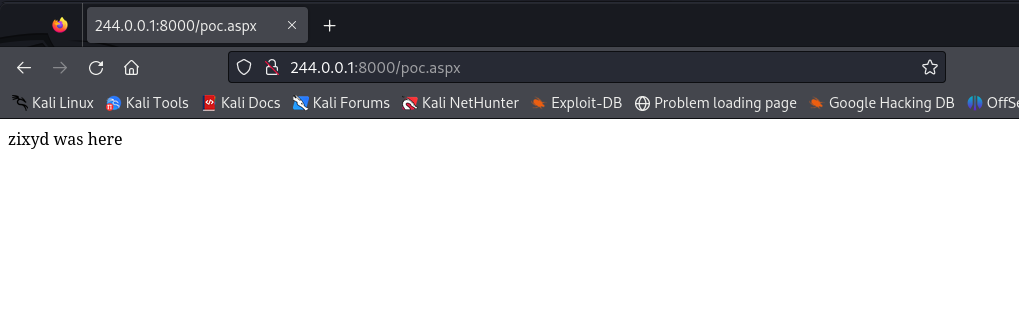 244.0.0.1:8000/poc.aspx
244.0.0.1:8000/poc.aspx
Kali Linux Kali Tools Kali Docs Kali Forums Kali NetHunter Exploit-DB Problem loading page Google Hacking DB OffSe
zixyd was here